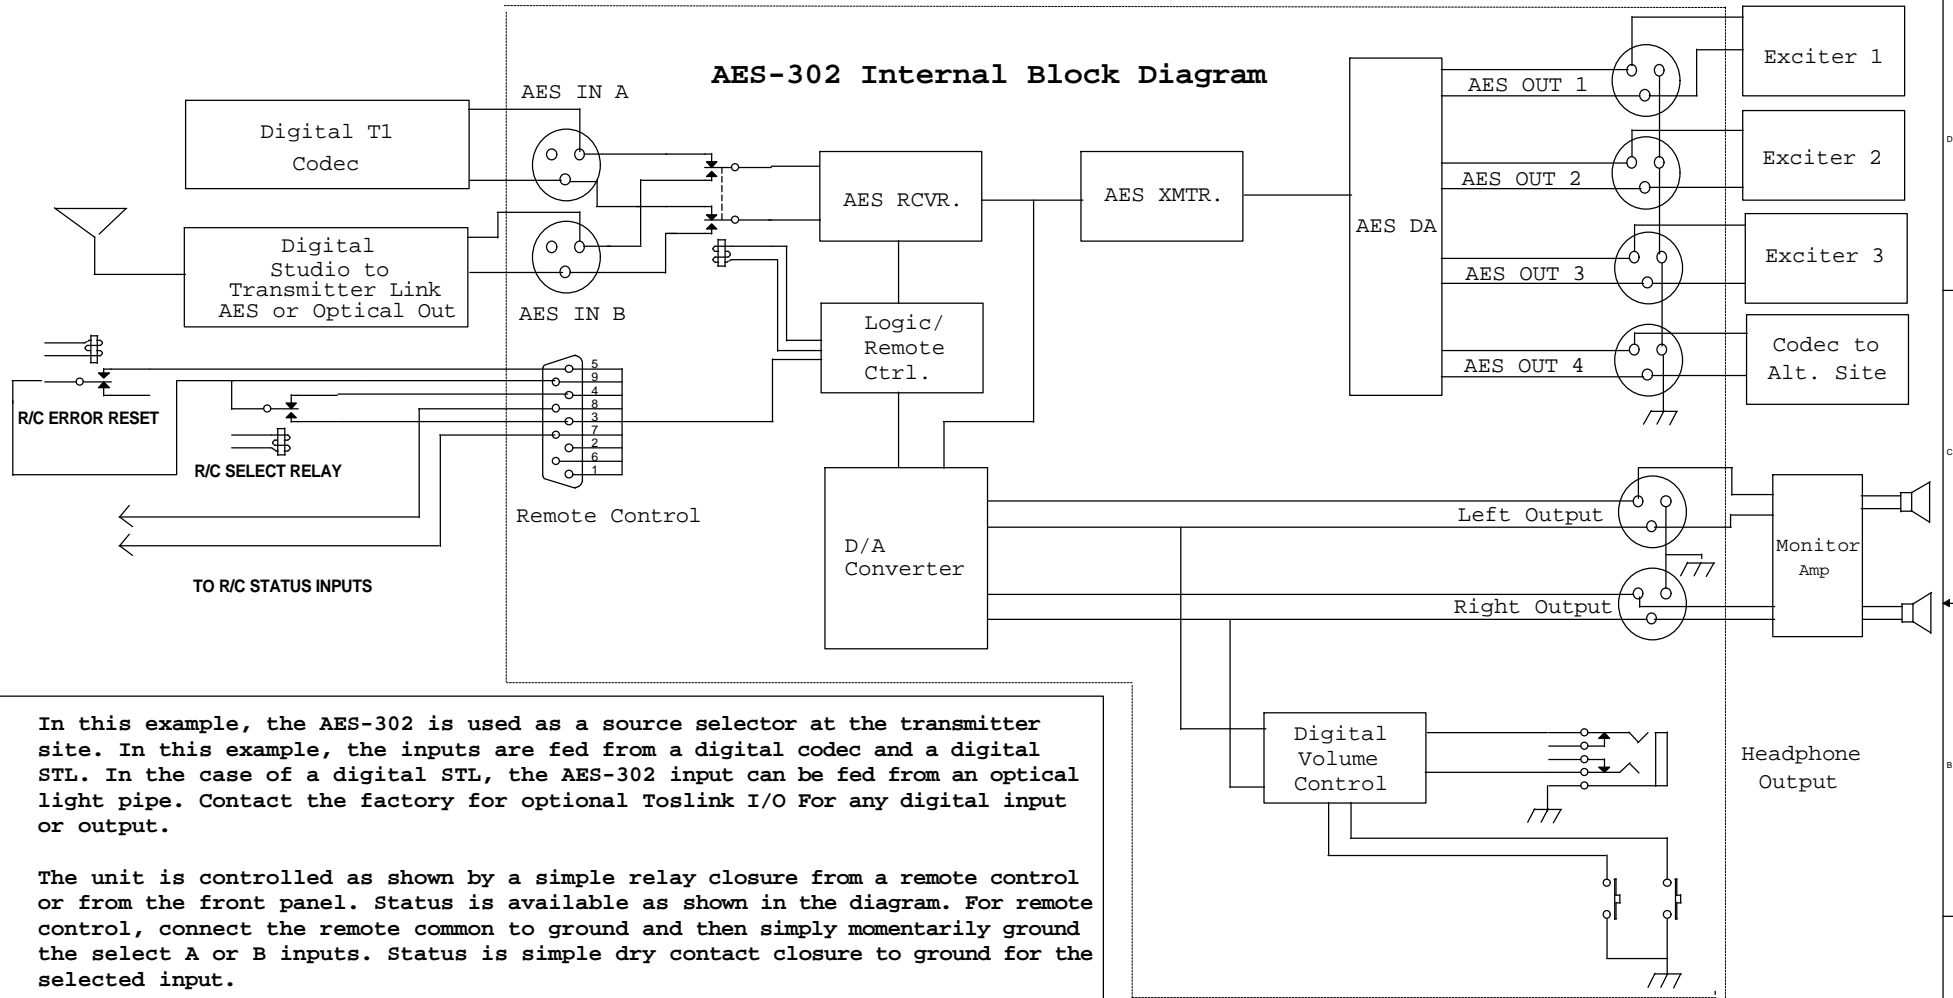 AES-302 Internal Block Diagram
AES IN A
Digital T1
Codec
Digital
Studio to
Transmitter Link
AES or Optical Out
AES IN B
AES RCVR.
AES XMTR.
AES DA
Logic/
Remote
Ctrl.
AES OUT 1
AES OUT 2
AES OUT 3
AES OUT 4
Exciter 1
Exciter 2
Exciter 3
Codec to
Alt. Site
D
C
B
5
9
4
8
3
7
2
6
1
R/C ERROR RESET
R/C SELECT RELAY
TO R/C STATUS INPUTS
Remote Control
D/A
Converter
Left Output
Right Output
Monitor
Amp
Digital
Volume
Control
Headphone
Output
In this example, the AES-302 is used as a source selector at the transmitter
site. In this example, the inputs are fed from a digital codec and a digital
STL. In the case of a digital STL, the AES-302 input can be fed from an optical
light pipe. Contact the factory for optional Toslink I/O For any digital input
or output.
The unit is controlled as shown by a simple relay closure from a remote control
or from the front panel. Status is available as shown in the diagram. For remote
control, connect the remote common to ground and then simply momentarily ground
the select A or B inputs. Status is simple dry contact closure to ground for the
selected input.